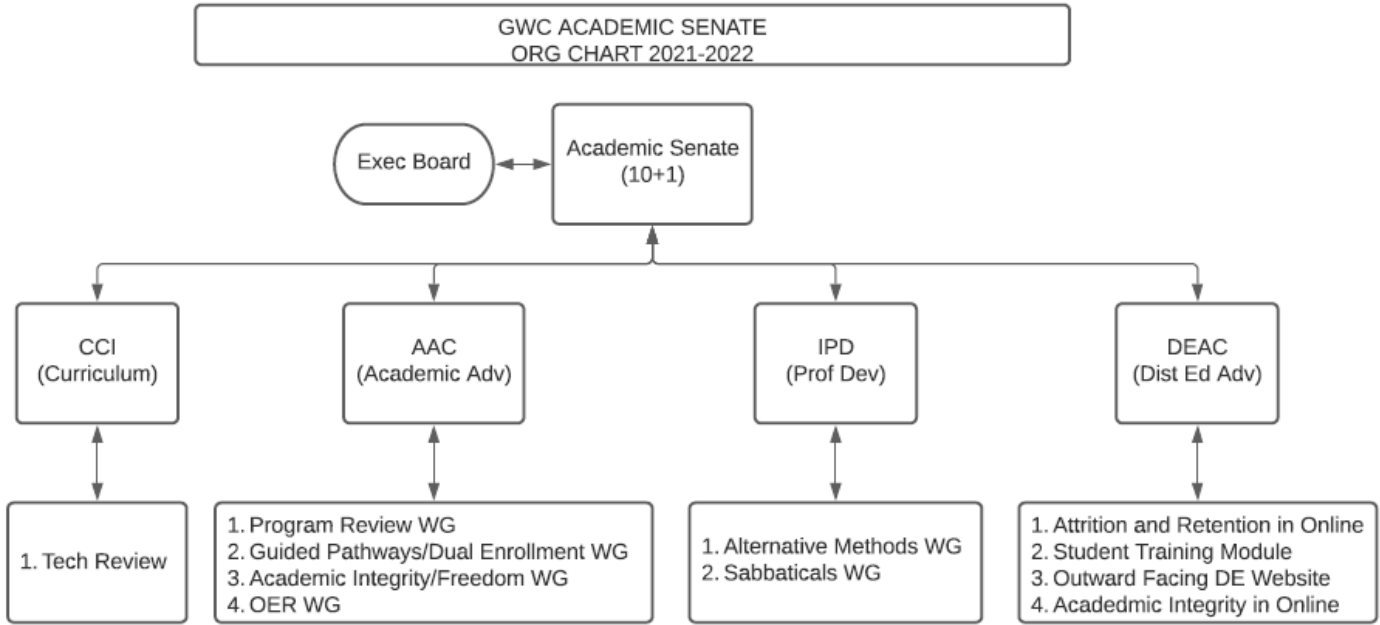 GWC ACADEMIC SENATE
ORG CHART 2021-2022
Exec Board
Academic Senate
(10+1)
CCI
(Curriculum)
AAC
(Academic Adv)
IPD
(Prof Dev)
DEAC
(Dist Ed Adv)
1. Tech Review
1. Program Review WG
2. Guided Pathways/Dual Enrollment WG
3. Academic Integrity/Freedom WG
4. OER WG
1. Alternative Methods WG
2. Sabbaticals WG
1. Attrition and Retention in Online
2. Student Training Module
3. Outward Facing DE Website
4. Acadedmic Integrity in Online